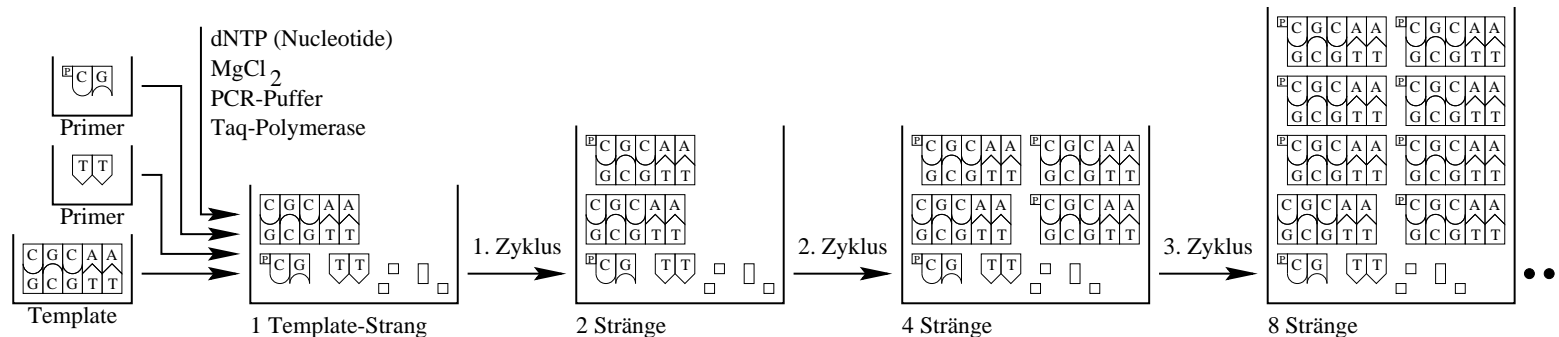 dNTP (Nucleotide)
MgCl2
PCR-Puffer
Taq-Polymerase
P C G
Primer
T T
Primer
C G C A A
G C G T T
Template
C G C A A
G C G T T
P C G T T
1 Template-Strang
1. Zyklus
P C G C A A
G C G T T
C G C A A
G C G T T
P C G T T
2 Stränge
2. Zyklus
P C G C A A P C G C A A
G C G T T G C G T T
C G C A A P C G C A A
G C G T T G C G T T
P C G T T
4 Stränge
3. Zyklus
P C G C A A P C G C A A
G C G T T G C G T T
P C G C A A P C G C A A
G C G T T G C G T T
P C G C A A P C G C A A
G C G T T G C G T T
C G C A A P C G C A A
G C G T T G C G T T
P C G T T
8 Stränge